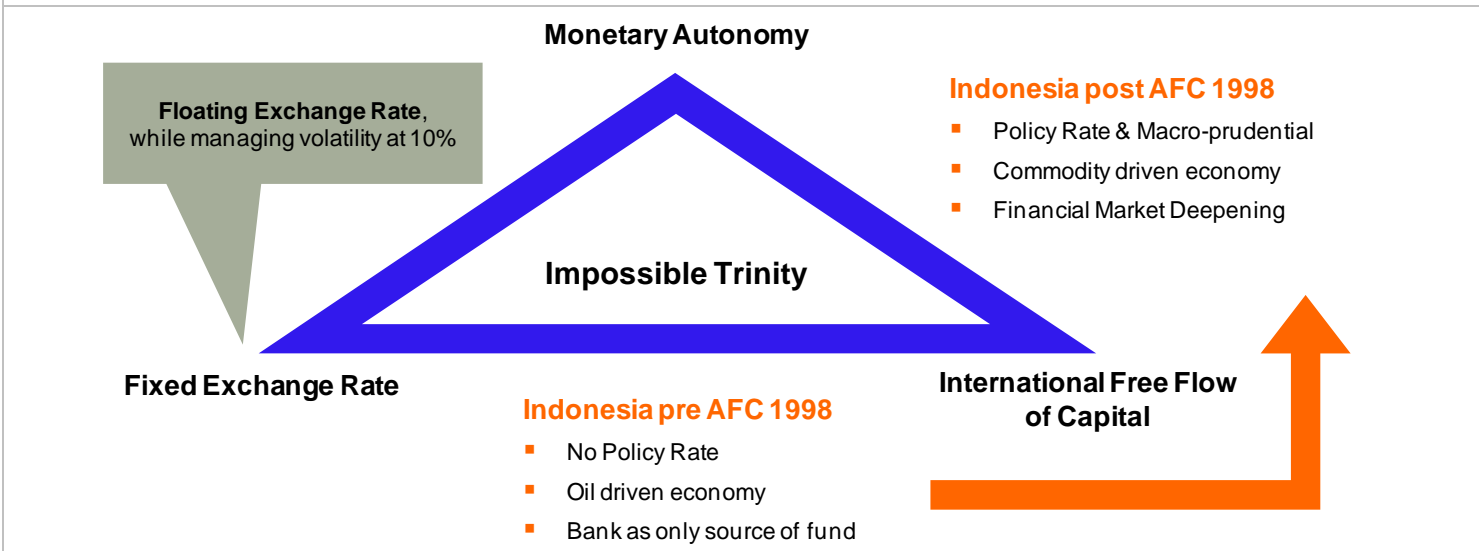 Monetary Autonomy
Floating Exchange Rate,
while managing volatility at 10%
Indonesia post AFC 1998
▪ Policy Rate & Macro-prudential
▪ Commodity driven economy
▪ Financial Market Deepening
Impossible Trinity
Fixed Exchange Rate
International Free Flow
of Capital
Indonesia pre AFC 1998
▪ No Policy Rate
▪ Oil driven economy
▪ Bank as only source of fund